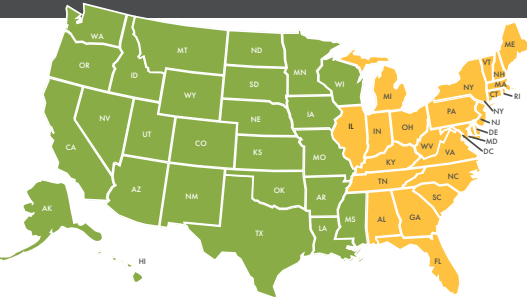 WA
OR
ID
MT
ND
MN
WI
MI
ME
VT
NH
MA
CT
RI
NY
NY
NJ
DE
MD
DC
PA
SD
WY
NE
IA
NV
UT
CO
KS
MO
IL
IN
OH
WV
VA
KY
CA
AZ
NM
OK
AR
TN
NC
SC
MS
AL
GA
LA
TX
FL
AK
HI